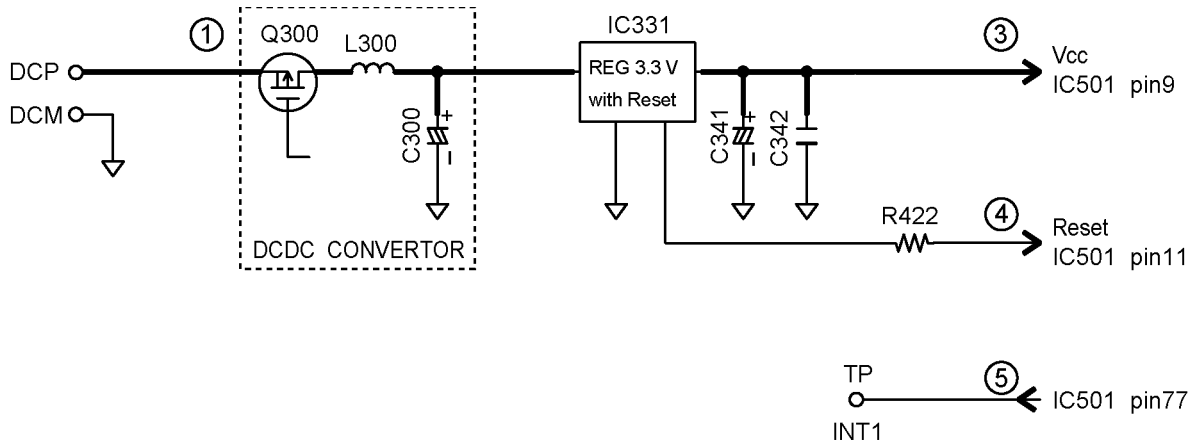 1
Q300
L300
DCP
DCM
C300
+
−
DCDC CONVERTOR
IC331
REG 3.3 V
with Reset
C341
+
−
C342
3
Vcc
IC501 pin9
R422
4
Reset
IC501 pin11
TP
INT1
5
IC501 pin77